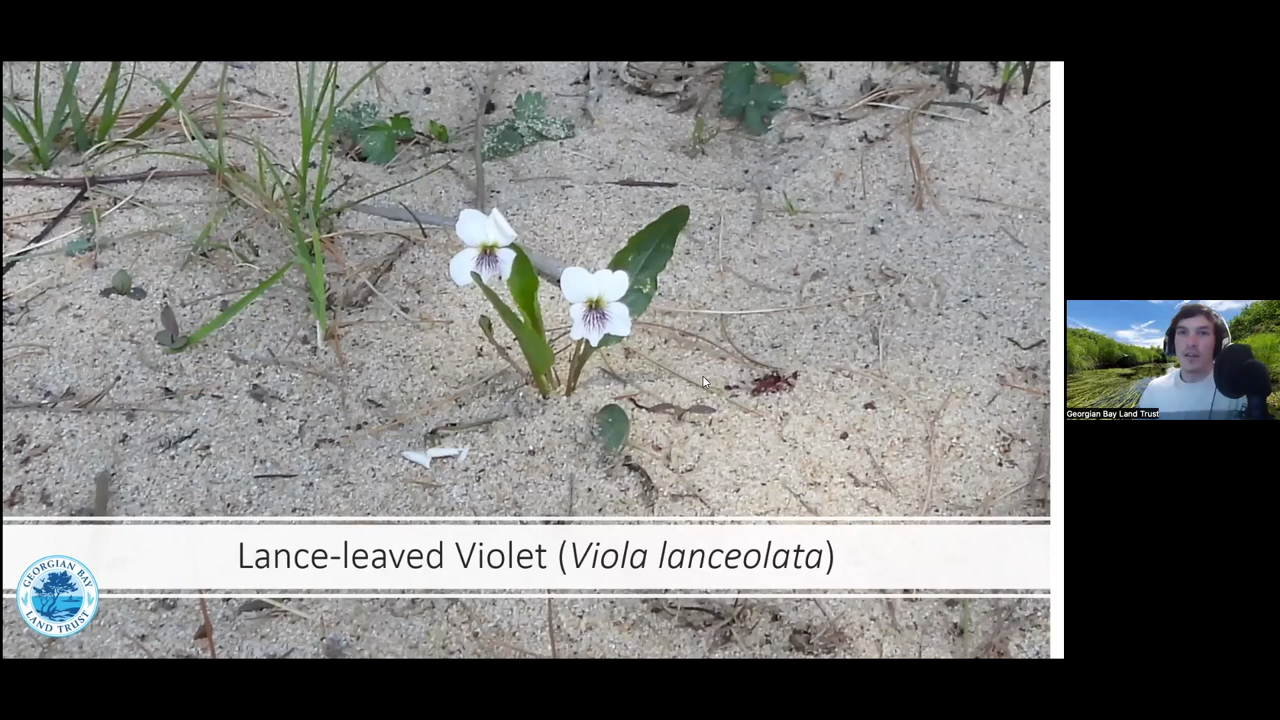 Lance-leaved Violet (Viola lanceolata)
GEORGIAN BAY
LAND TRUST
Georgian Bay Land Trust